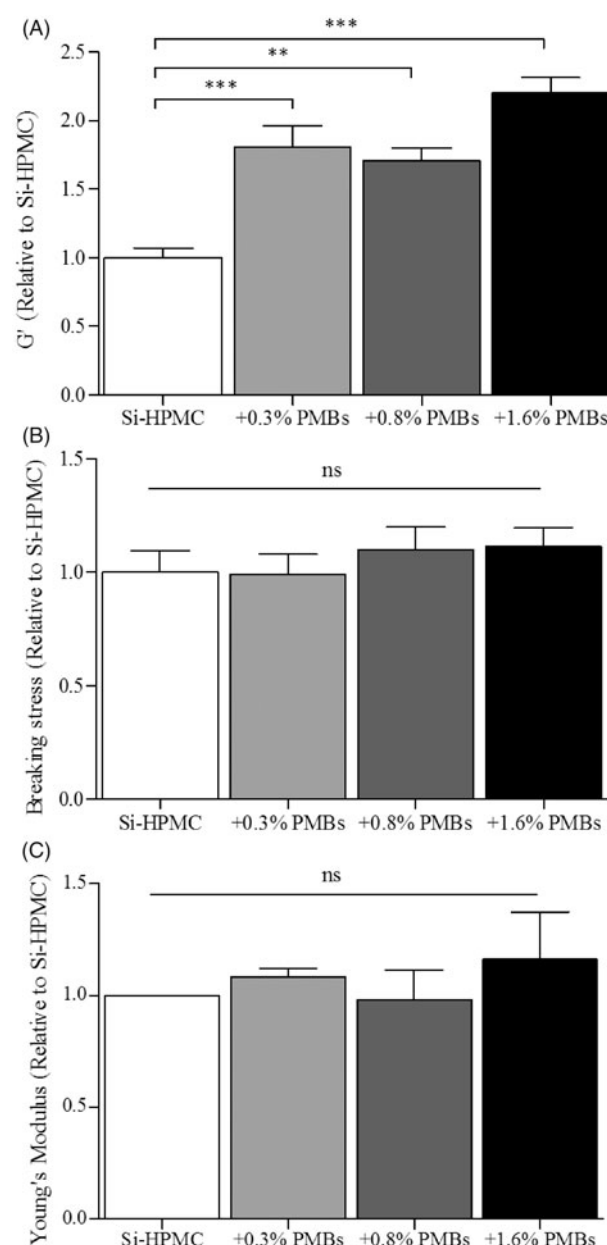 (A)
***
**
***
G' (Relative to Si-HPMC)
2.5
2.0
1.5
1.0
0.5
0.0
Si-HPMC +0.3% PMBs +0.8% PMBs +1.6% PMBs
(B)
ns
Breaking stress (Relative to Si-HPMC)
1.5
1.0
0.5
0.0
Si-HPMC +0.3% PMBs +0.8% PMBs +1.6% PMBs
(C)
ns
Young's Modulus (Relative to Si-HPMC)
1.5
1.0
0.5
0.0
Si-HPMC +0.3% PMBs +0.8% PMBs +1.6% PMBs